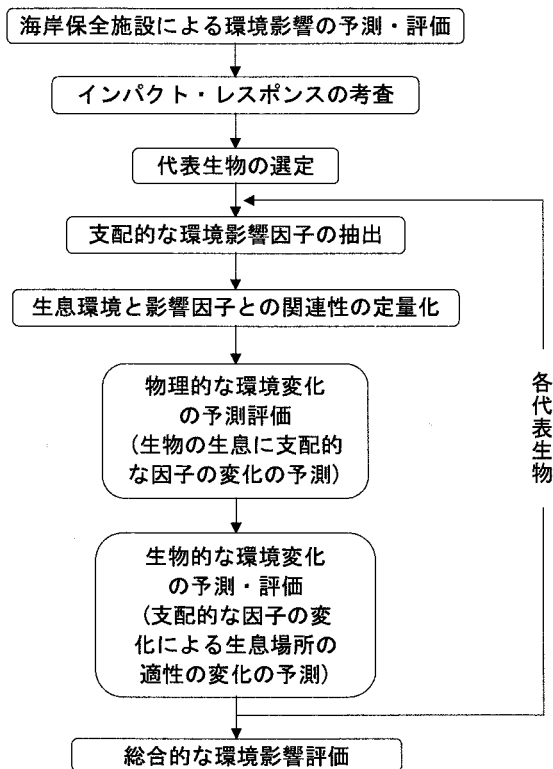 海岸保全施設による環境影響の予測・評価
インパクト・レスポンスの考査
代表生物の選定
支配的な環境影響因子の抽出
生息環境と影響因子との関連性の定量化
物理的な環境変化
の予測評価
(生物の生息に支配的
な因子の変化の予測)
生物的な環境変化
の予測・評価
(支配的な因子の変
化による生息場所の
適性の変化の予測)
総合的な環境影響評価
各代表生物